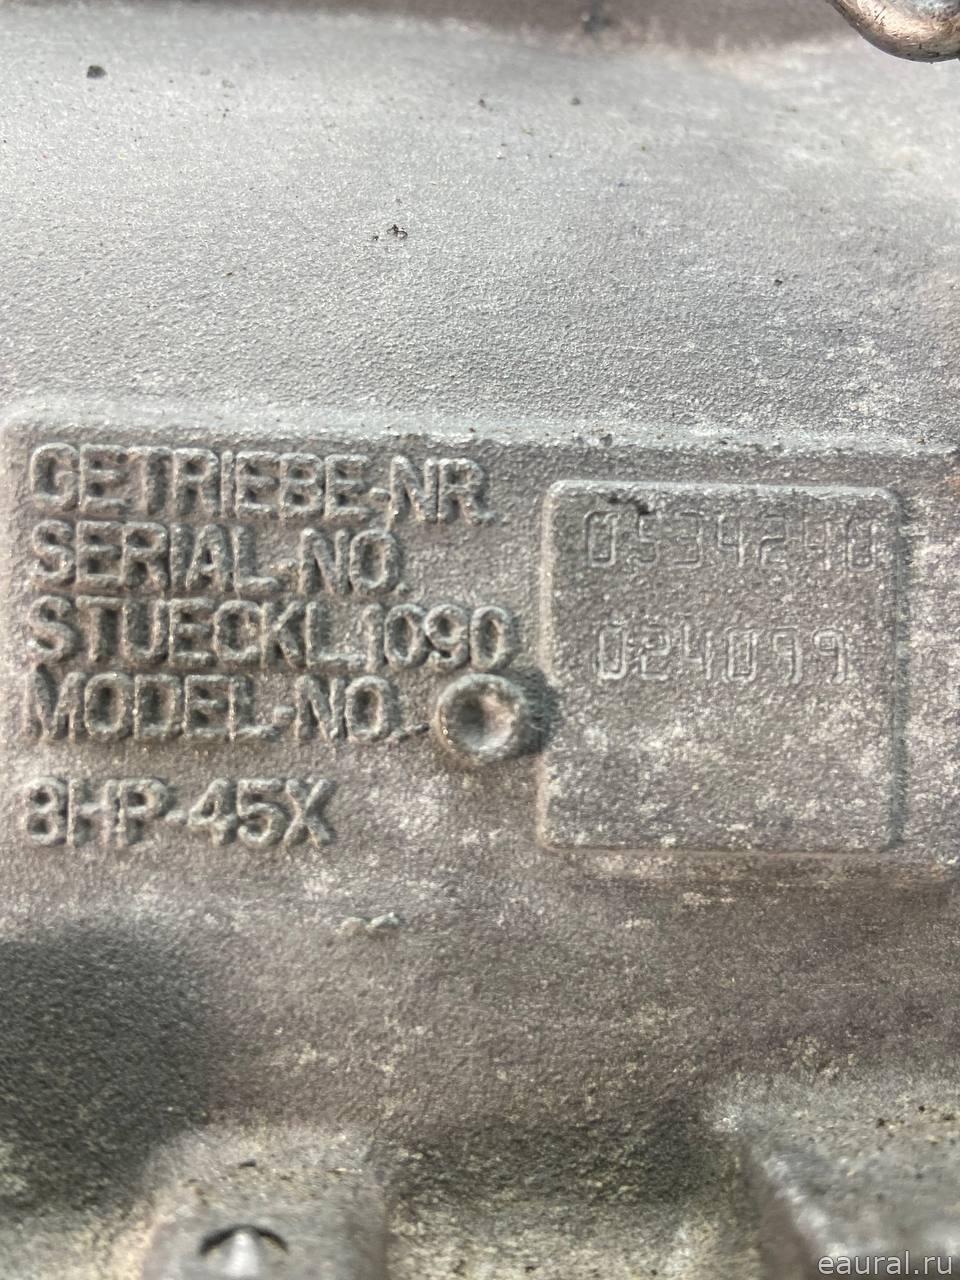 GETRIEBE-NR.
SERIAL-NO.
STUECKL.1090
MODEL-NO.
8HP-45X
0534240
024099
eaural.ru